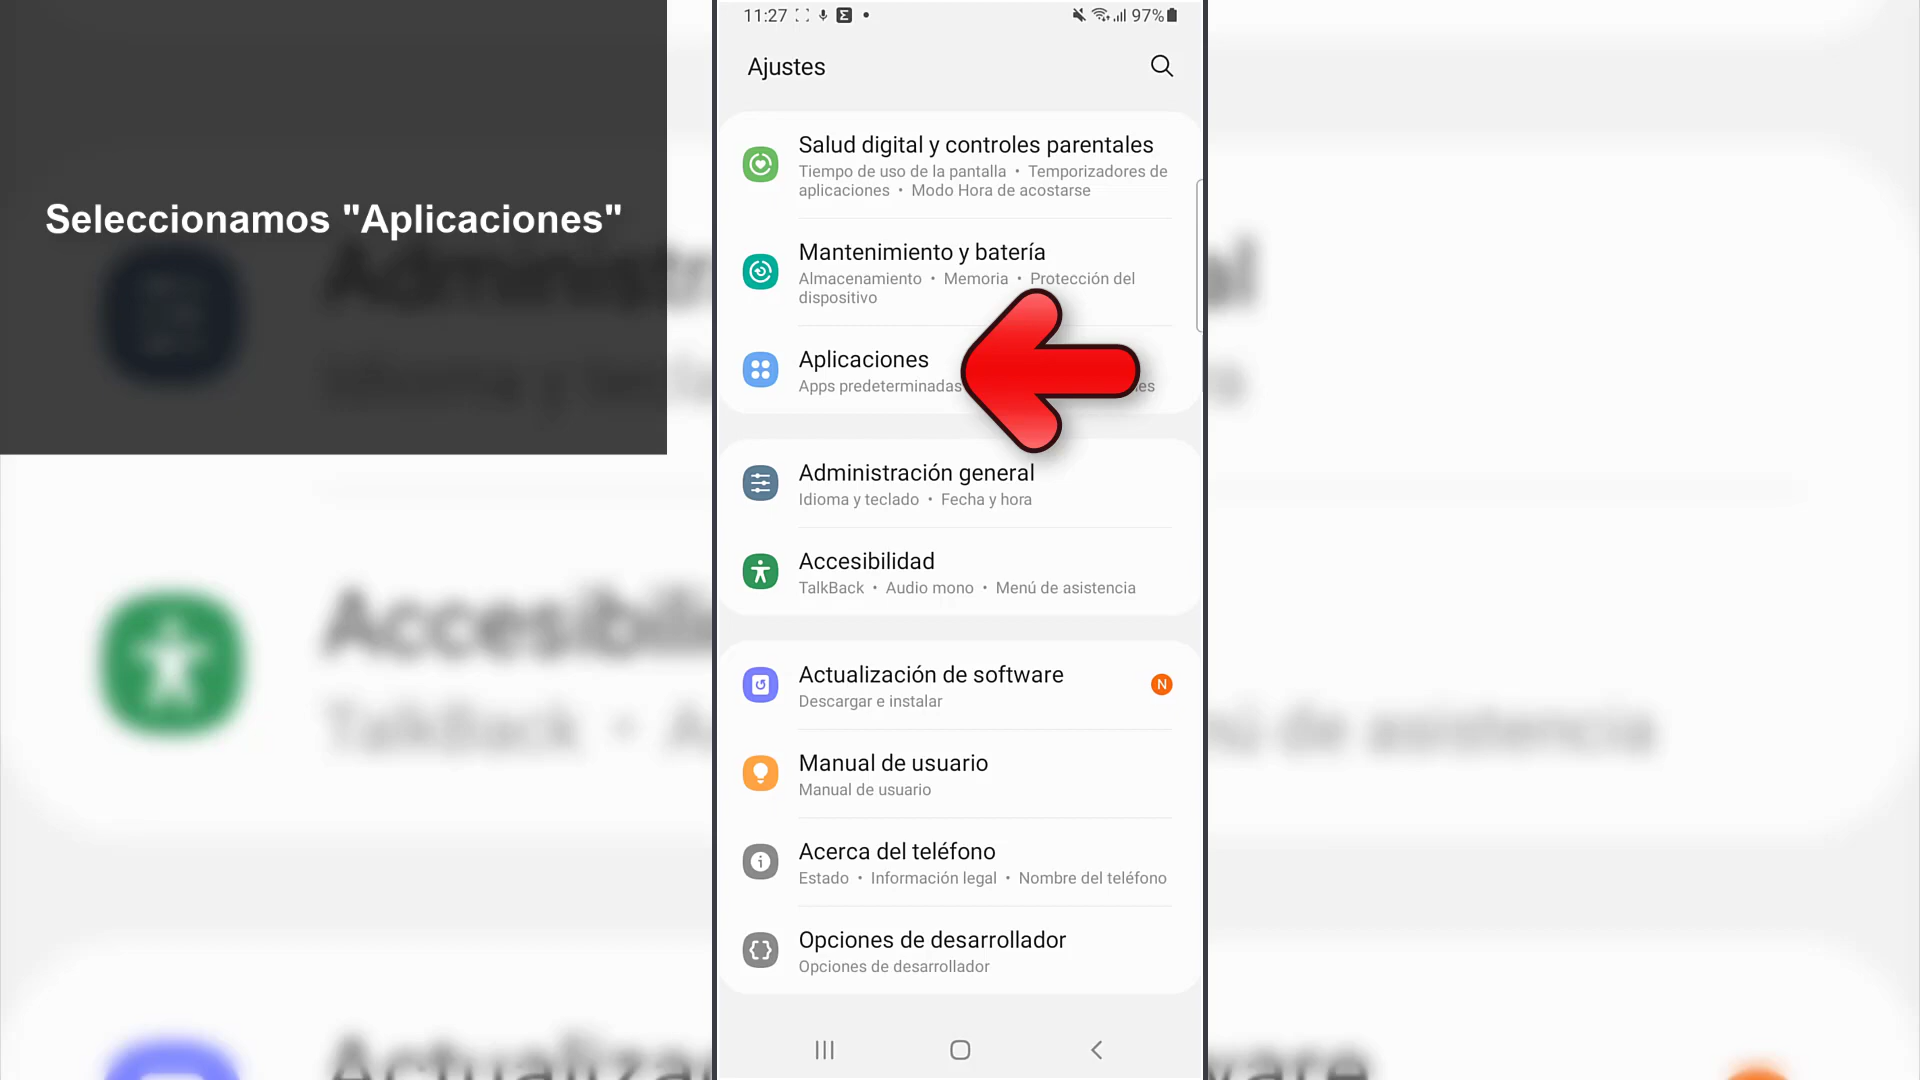 Seleccionamos "Aplicaciones"
11:27
97%
Ajustes
Salud digital y controles parentales
Tiempo de uso de la pantalla • Temporizadores de
aplicaciones • Modo Hora de acostarse
Mantenimiento y batería
Almacenamiento • Memoria • Protección del
dispositivo
Aplicaciones
Apps predeterminadas
Administración general
Idioma y teclado • Fecha y hora
Accesibilidad
TalkBack • Audio mono • Menú de asistencia
Actualización de software
N
Descargar e instalar
Manual de usuario
Manual de usuario
Acerca del teléfono
Estado • Información legal • Nombre del teléfono
Opciones de desarrollador
Opciones de desarrollador